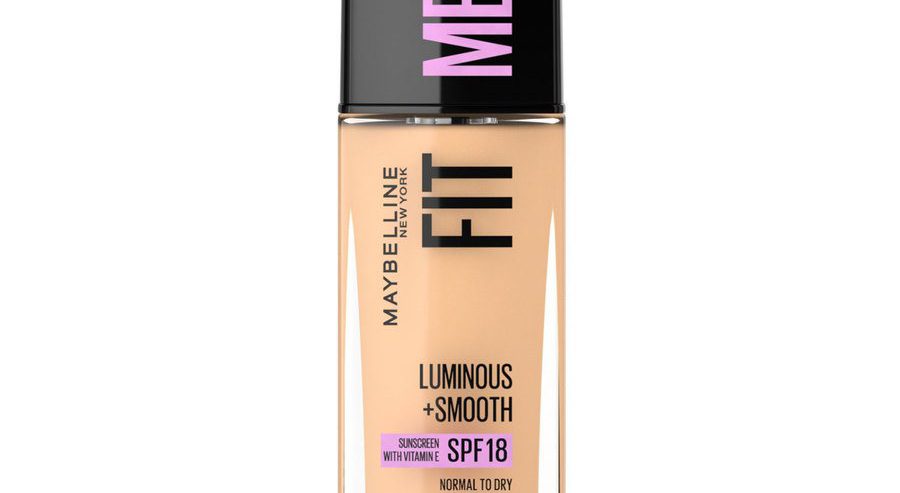 ME
FIT
MAYBELLINE
NEW YORK
LUMINOUS
+SMOOTH
SUNSCREEN
WITH VITAMIN E
SPF18
NORMAL TO DRY